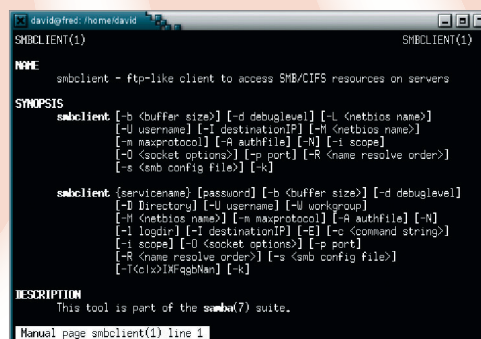 david@fred: /home/david
SMBCLIENT(1) SMBCLIENT(1)
NAME
smbclient - ftp-like client to access SMB/CIFS resources on servers
SYNOPSIS
smbclient [-b <buffer size>] [-d debuglevel] [-L <netbios name>]
[-U username] [-I destinationIP] [-M <netbios name>]
[-m maxprotocol] [-A authfile] [-N] [-i scope]
[-O <socket options>] [-p port] [-R <name resolve order>]
[-s <smb config file>] [-k]
smbclient {servicename} [password] [-b <buffer size>] [-d debuglevel]
[-D Directory] [-U username] [-W workgroup]
[-M <netbios name>] [-m maxprotocol] [-A authfile] [-N]
[-l logdir] [-I destinationIP] [-E] [-c <command string>]
[-i scope] [-O <socket options>] [-p port]
[-R <name resolve order>] [-s <smb config file>]
[-T<c|x>IXFqgbNan] [-k]
DESCRIPTION
This tool is part of the samba(7) suite.
Manual page smbclient(1) line 1